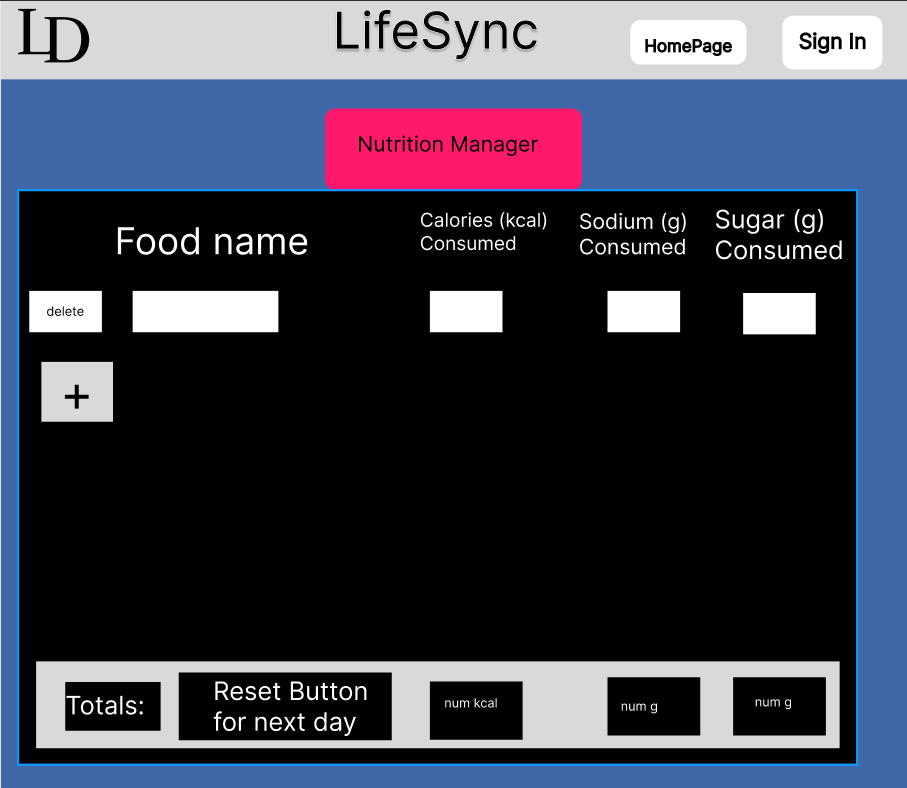 LD
LifeSync
HomePage
Sign In
Nutrition Manager
Food name
Calories (kcal)
Consumed
Sodium (g)
Consumed
Sugar (g)
Consumed
delete
+
Totals:
Reset Button
for next day
num kcal
num g
num g